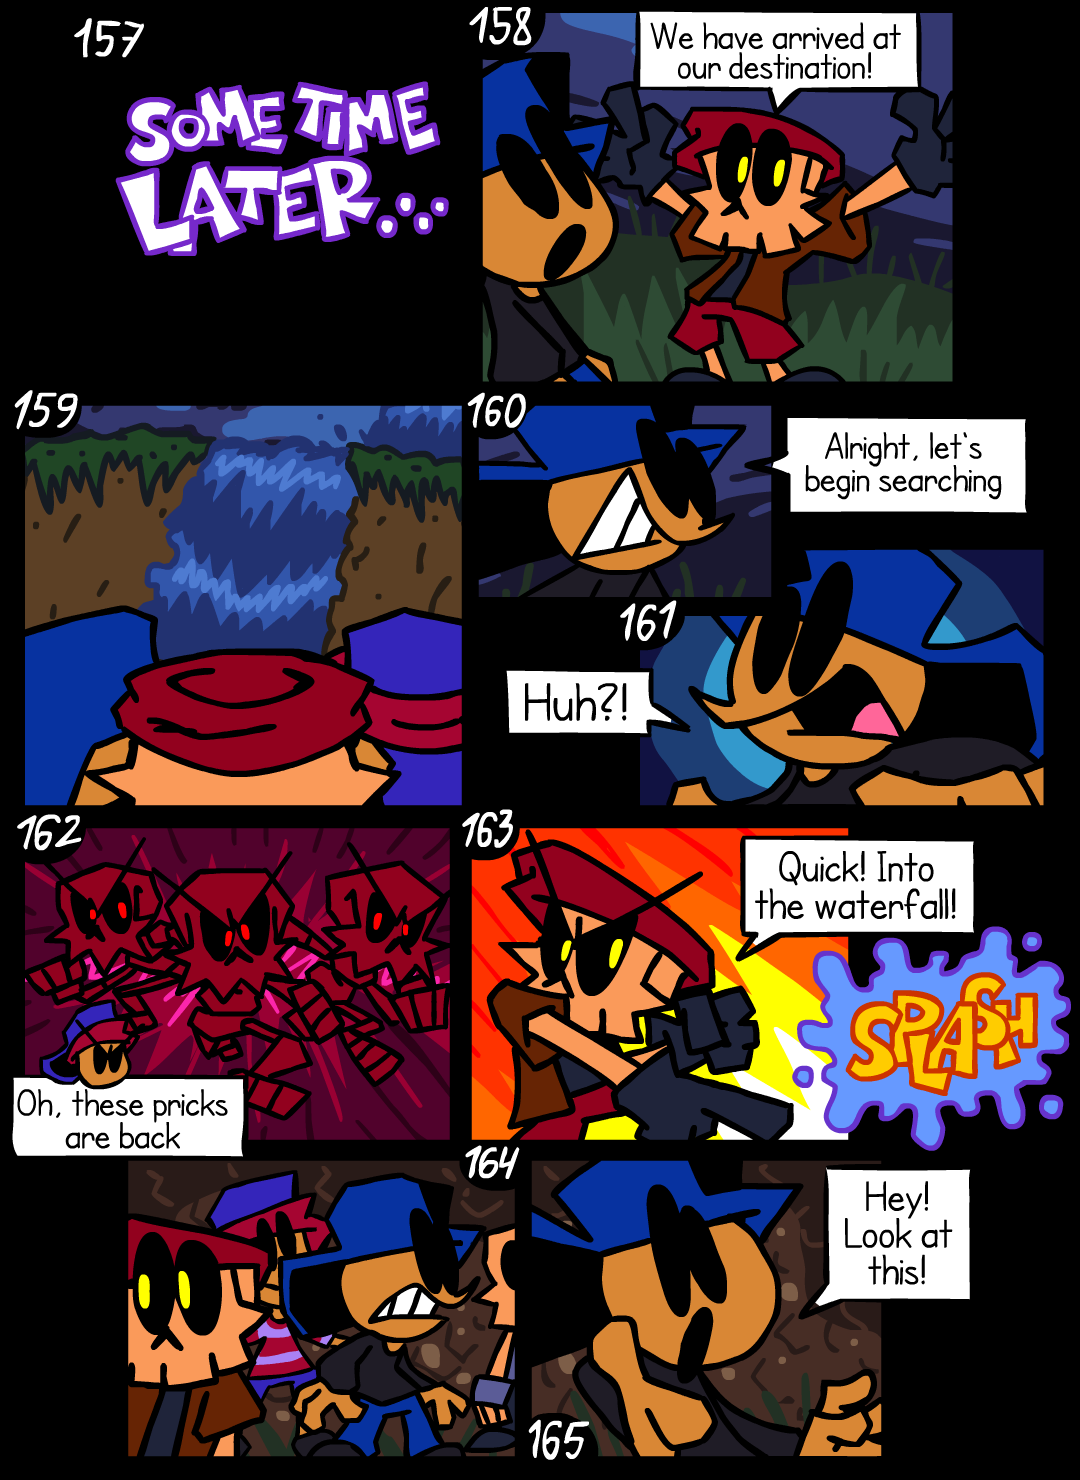 157
SOME TIME
LATER...
158
We have arrived at
our destination!
159
160
Alright, let's
begin searching
161
Huh?!
162
Oh, these pricks
are back
163
Quick! Into
the waterfall!
SPLASH
164
165
Hey!
Look at
this!